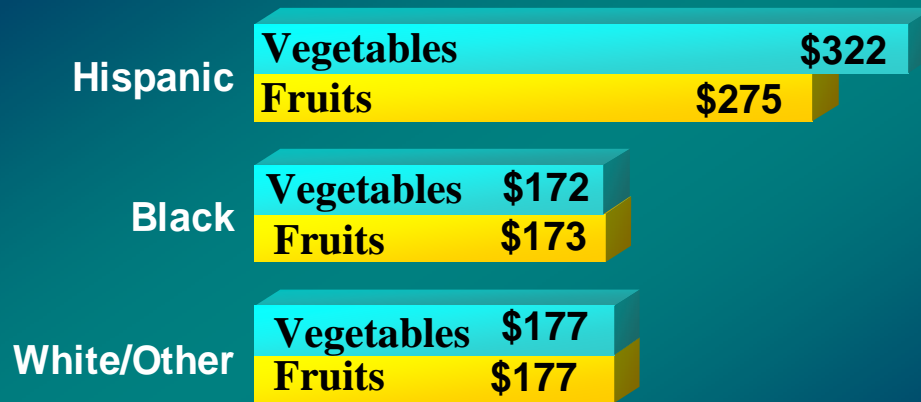 Vegetables $322
Hispanic
Fruits $275
Vegetables $172
Black
Fruits $173
Vegetables $177
White/Other
Fruits $177